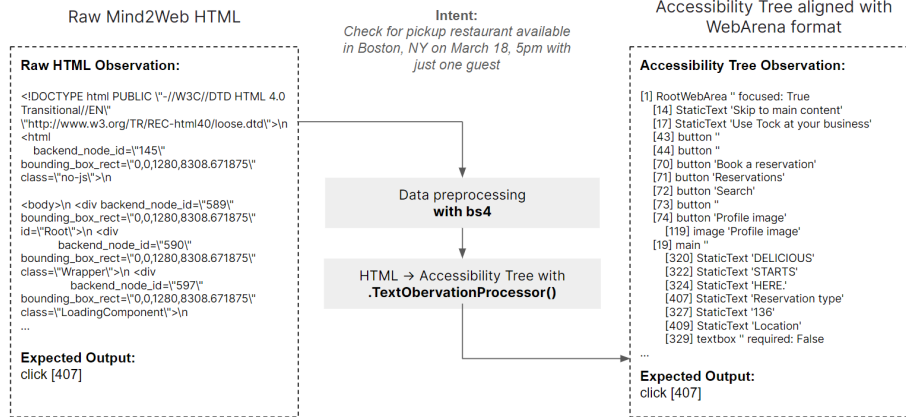 Raw Mind2Web HTML
Raw HTML Observation:
<!DOCTYPE html PUBLIC \"-//W3C//DTD HTML 4.0
Transitional//EN\"
\"http://www.w3.org/TR/REC-html40/loose.dtd\">\n
<html
backend_node_id=\"145\"
bounding_box_rect=\"0,0,1280,8308.671875\"
class=\"no-js\">\n
<body>\n <div backend_node_id=\"589\"
bounding_box_rect=\"0,0,1280,8308.671875\"
id=\"Root\">\n <div
backend_node_id=\"590\"
bounding_box_rect=\"0,0,1280,8308.671875\"
class=\"Wrapper\">\n <div
backend_node_id=\"597\"
bounding_box_rect=\"0,0,1280,8308.671875\"
class=\"LoadingComponent\">\n
...
Expected Output:
click [407]
Intent:
Check for pickup restaurant available
in Boston, NY on March 18, 5pm with
just one guest
Data preprocessing
with bs4
HTML → Accessibility Tree with
.TextObervationProcessor()
Accessibility Tree aligned with
WebArena format
Accessibility Tree Observation:
[1] RootWebArea '' focused: True
[14] StaticText 'Skip to main content'
[17] StaticText 'Use Tock at your business'
[43] button ''
[44] button ''
[70] button 'Book a reservation'
[71] button 'Reservations'
[72] button 'Search'
[73] button ''
[74] button 'Profile image'
[119] image 'Profile image'
[19] main ''
[320] StaticText 'DELICIOUS'
[322] StaticText 'STARTS'
[324] StaticText 'HERE.'
[407] StaticText 'Reservation type'
[327] StaticText '136'
[409] StaticText 'Location'
[329] textbox '' required: False
...
Expected Output:
click [407]